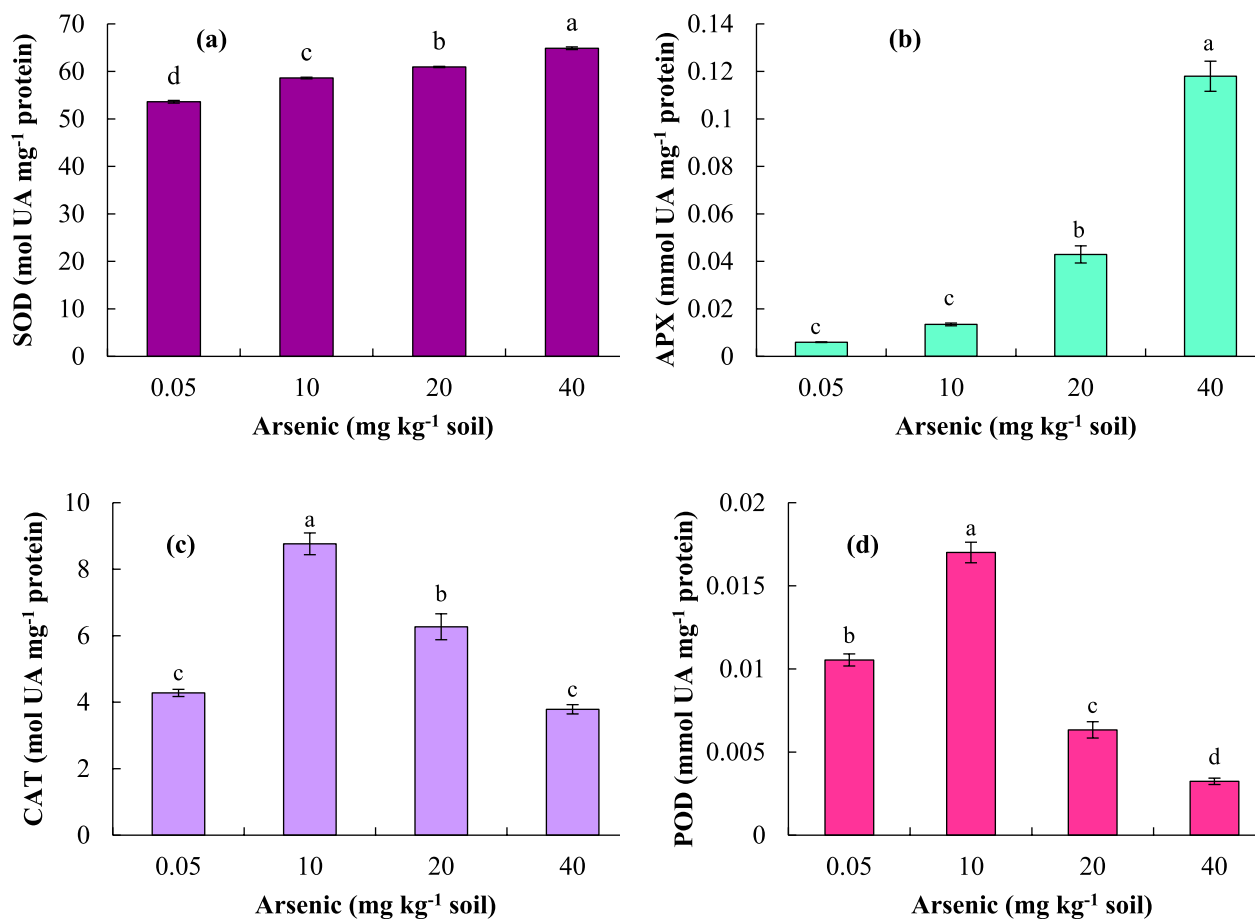 (a)
SOD (mol UA mg⁻¹ protein)
70
60
50
40
30
20
10
0
d
c
b
a
0.05 10 20 40
Arsenic (mg kg⁻¹ soil)
(b)
APX (mmol UA mg⁻¹ protein)
0.14
0.12
0.1
0.08
0.06
0.04
0.02
0
c
c
b
a
0.05 10 20 40
Arsenic (mg kg⁻¹ soil)
(c)
CAT (mol UA mg⁻¹ protein)
10
8
6
4
2
0
c
a
b
c
0.05 10 20 40
Arsenic (mg kg⁻¹ soil)
(d)
POD (mmol UA mg⁻¹ protein)
0.02
0.015
0.01
0.005
0
b
a
c
d
0.05 10 20 40
Arsenic (mg kg⁻¹ soil)